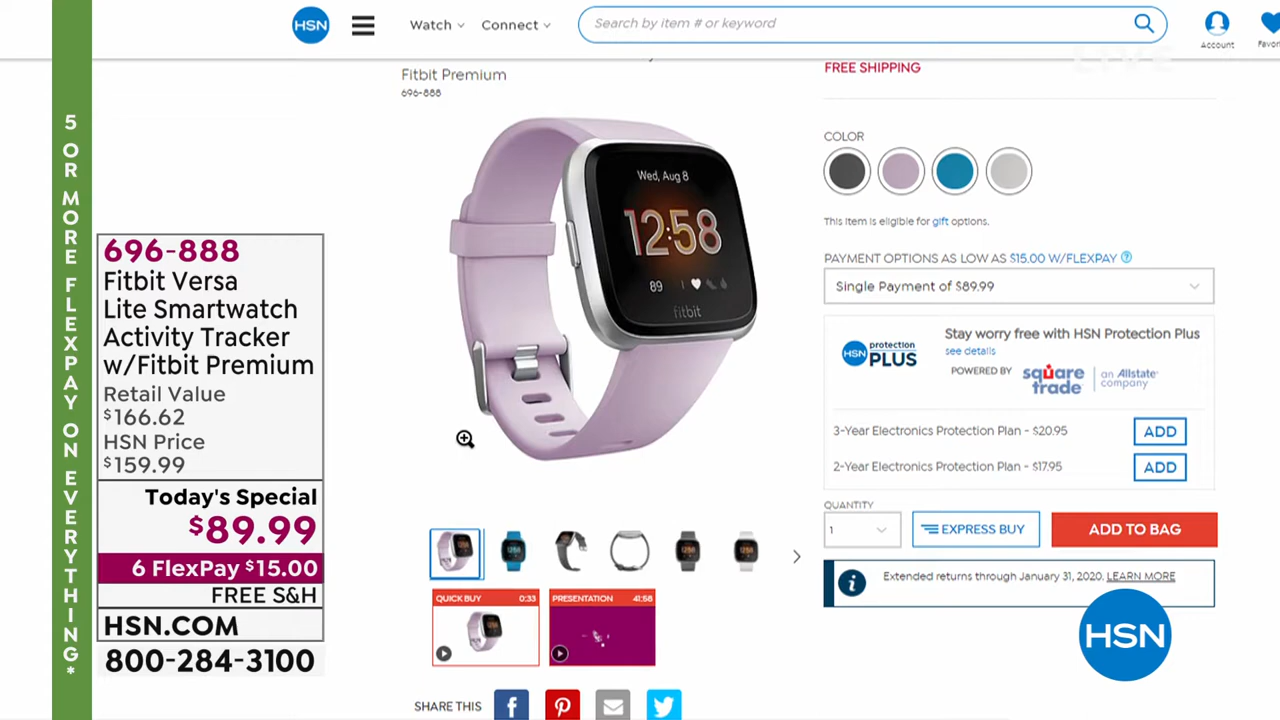 HSN
Watch
Connect
Search by item # or keyword
Account
LIVE
Fitbit Premium
696-888
FREE SHIPPING
COLOR
This item is eligible for gift options.
PAYMENT OPTIONS AS LOW AS $15.00 W/FLEXPAY ?
Single Payment of $89.99
HSN protection PLUS
Stay worry free with HSN Protection Plus
see details
POWERED BY square trade an Allstate company
3-Year Electronics Protection Plan - $20.95
ADD
2-Year Electronics Protection Plan - $17.95
ADD
QUANTITY
1
EXPRESS BUY
ADD TO BAG
i Extended returns through January 31, 2020. LEARN MORE
HSN
Wed, Aug 8
12:58
89
fitbit
QUICK BUY 0:33
PRESENTATION 41:58
SHARE THIS
5 OR MORE FLEXPAY ON EVERYTHING*
696-888
Fitbit Versa
Lite Smartwatch
Activity Tracker
w/Fitbit Premium
Retail Value
$166.62
HSN Price
$159.99
Today's Special
$89.99
6 FlexPay $15.00
FREE S&H
HSN.COM
800-284-3100